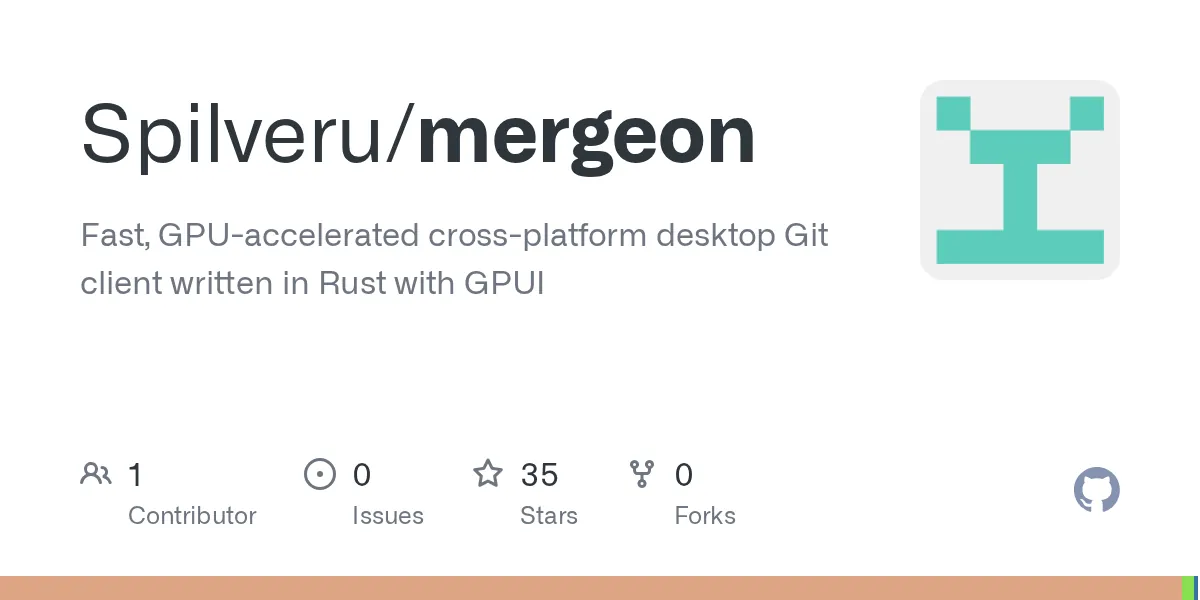 Spilveru/mergeon
Fast, GPU-accelerated cross-platform desktop Git
client written in Rust with GPUI
1
Contributor
0
Issues
35
Stars
0
Forks